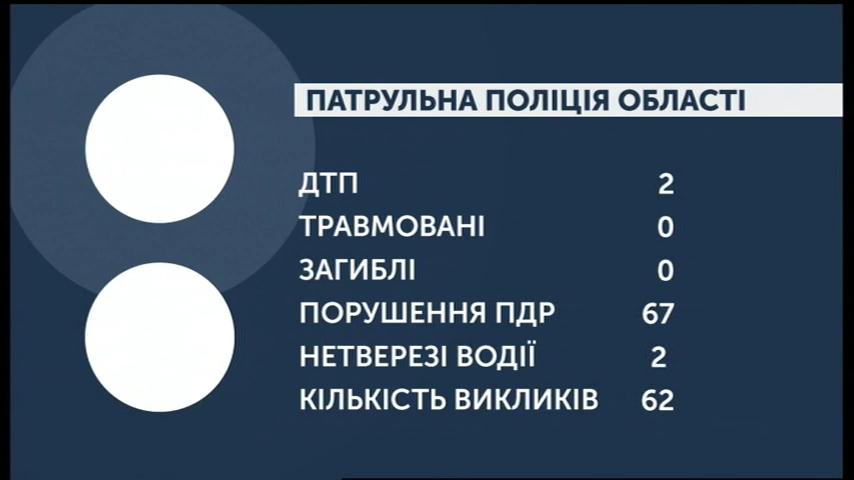 ПАТРУЛЬНА ПОЛІЦІЯ ОБЛАСТІ
ДТП 2
ТРАВМОВАНІ 0
ЗАГИБЛІ 0
ПОРУШЕННЯ ПДР 67
НЕТВЕРЕЗІ ВОДІЇ 2
КІЛЬКІСТЬ ВИКЛИКІВ 62